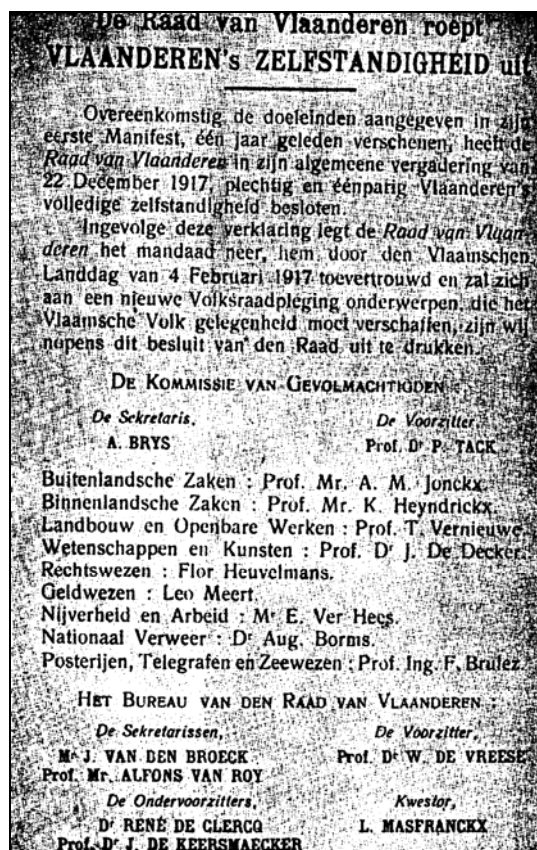 De Raad van Vlaanderen roept
VLAANDEREN's ZELFSTANDIGHEID uit
Overeenkomstig de doeleinden aangegeven in zijn
eerste Manifest, één jaar geleden verschenen, heeft de
Raad van Vlaanderen in zijn algemeene vergadering van
22 December 1917, plechtig en éénparig Vlaanderen's
volledige zelfstandigheid besloten.
Ingevolge deze verklaring legt de Raad van Vlaan-
deren het mandaad neer, hem door den Vlaamschen
Landdag van 4 Februari 1917 toevertrouwd en zal zich
aan een nieuwe Volksraadpleging onderwerpen, die het
Vlaamsche Volk gelegenheid moet verschaffen, zijn wil
nopens dit besluit van den Raad uit te drukken.
DE KOMMISSIE VAN GEVOLMACHTIGDEN
De Sekretaris, De Voorzitter,
A. BRYS Prof. Dr P. TACK
Buitenlandsche Zaken : Prof. Mr. A. M. Jonckx.
Binnenlandsche Zaken : Prof. Mr. K. Heyndrickx.
Landbouw en Openbare Werken : Prof. T. Vernieuwe.
Wetenschappen en Kunsten : Prof. Dr J. De Decker.
Rechtswezen : Flor Heuvelmans.
Geldwezen : Leo Meert.
Nijverheid en Arbeid : Mr E. Ver Hees.
Nationaal Verweer : Dr Aug. Borms.
Posterijen, Telegrafen en Zeewezen : Prof. Ing. F. Brulez.
HET BUREAU VAN DEN RAAD VAN VLAANDEREN :
De Sekretarissen, De Voorzitter,
Mr J. VAN DEN BROECK Prof. Dr W. DE VREESE
Prof. Mr. ALFONS VAN ROY
De Ondervoorzitters, Kwestor,
Dr RENÉ DE CLERCQ L. MASFRANCKX
Prof. Dr J. DE KEERSMAECKER